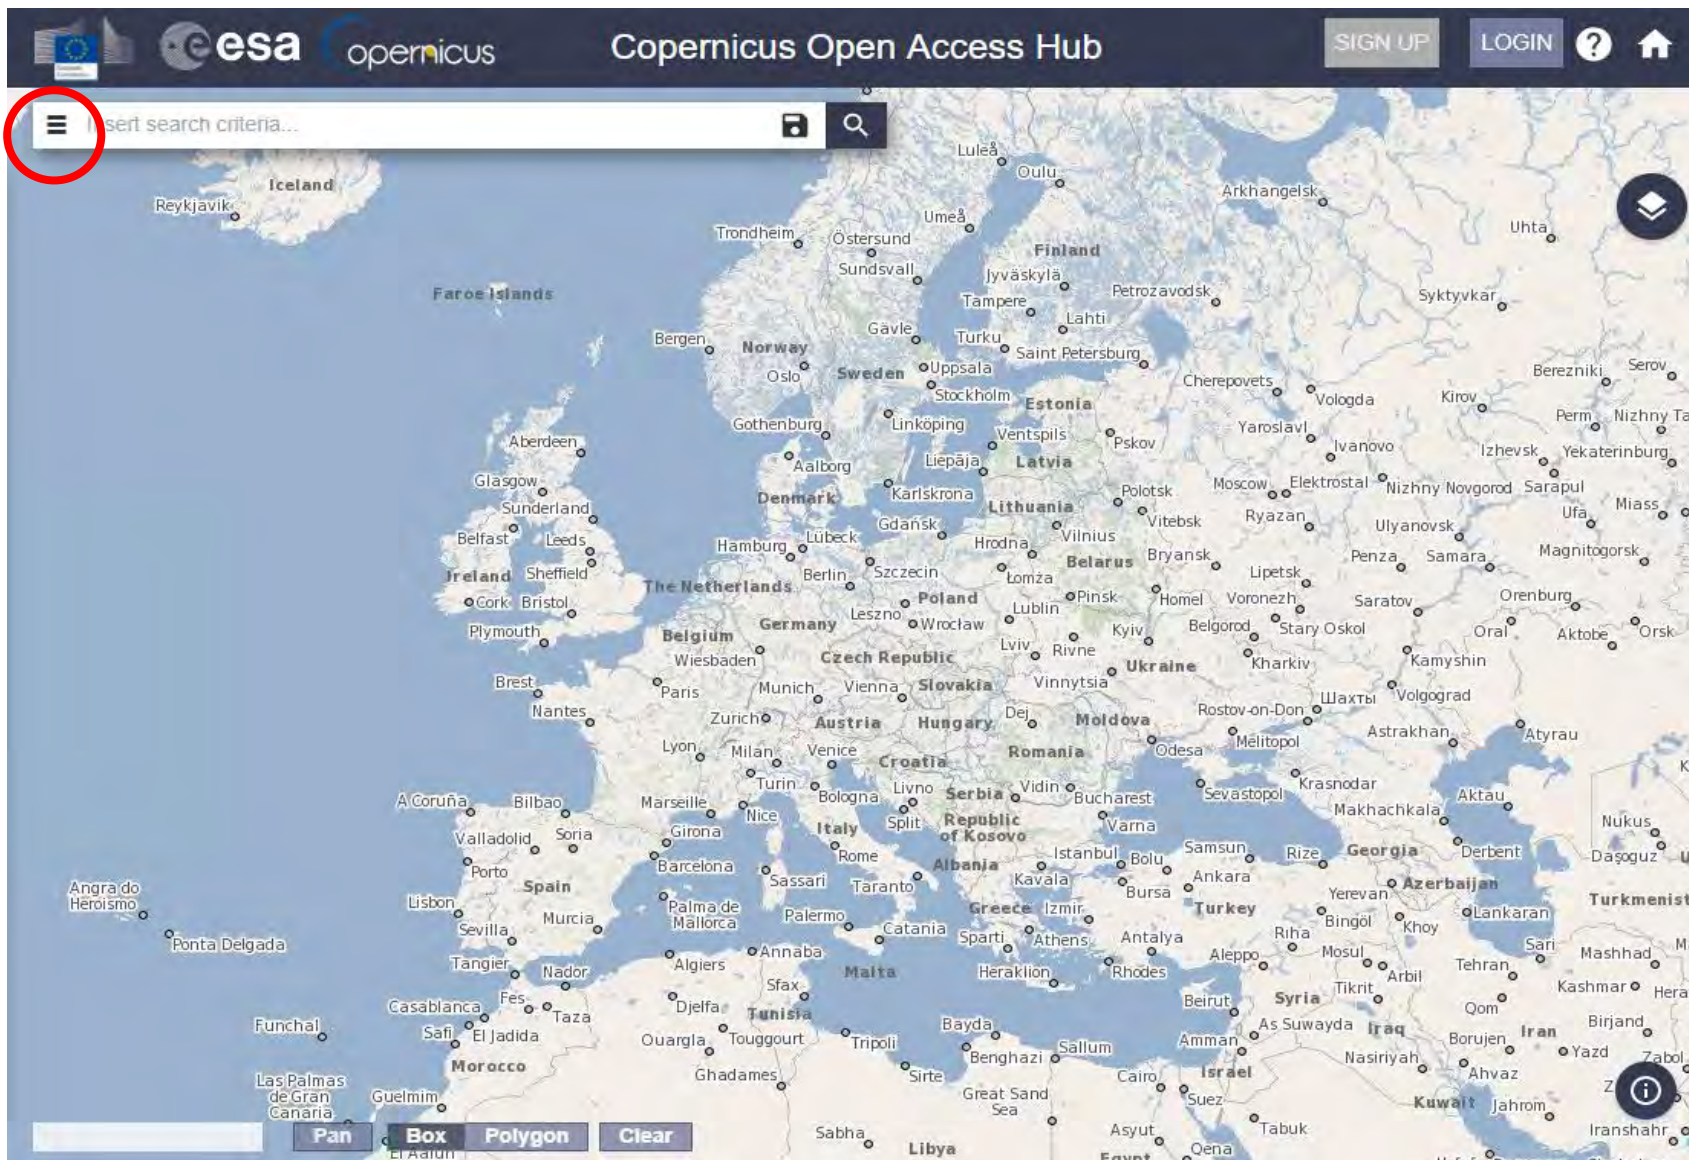 esa
opernicus
Copernicus Open Access Hub
SIGN UP
LOGIN
Insert search criteria...
Luleå
Oulu
Iceland
Arkhangelsk
Reykjavik
Umeå
Trondheim
Östersund
Uhta
Finland
Sundsvall
Jyväskylä
Faroe Islands
Tampere
Petrozavodsk
Syktyvkar
Lahti
Gävle
Bergen
Turku
Norway
Saint Petersburg
Oslo
Sweden
Uppsala
Berezniki
Serov
Cherepovets
Stockholm
Estonia
Vologda
Kirov
Gothenburg
Linköping
Perm
Nizhny Ta
Ventspils
Yaroslavl
Aberdeen
Pskov
Ivanovo
Izhevsk
Yekaterinburg
Aalborg
Liepāja
Latvia
Glasgow
Moscow
Elektrostal
Nizhny Novgorod
Sarapul
Denmark
Karlskrona
Polotsk
Sunderland
Lithuania
Miass
Vitebsk
Ryazan
Ufa
Gdańsk
Ulyanovsk
Belfast
Leeds
Hamburg
Lübeck
Hrodna
Vilnius
Belarus
Bryansk
Penza
Samara
Magnitogorsk
Ireland
Sheffield
Berlin
Szczecin
Łomża
Lipetsk
The Netherlands
Cork
Bristol
Poland
Lublin
Pinsk
Homel
Voronezh
Saratov
Orenburg
Leszno
Germany
Wrocław
Plymouth
Belgium
Kyiv
Belgorod
Stary Oskol
Oral
Aktobe
Orsk
Lviv
Rivne
Wiesbaden
Czech Republic
Ukraine
Kharkiv
Kamyshin
Brest
Paris
Munich
Vienna
Slovakia
Vinnytsia
Шахты
Volgograd
Nantes
Zurich
Austria
Hungary
Dej
Moldova
Rostov-on-Don
Astrakhan
Atyrau
Lyon
Milan
Venice
Romania
Odesa
Melitopol
Croatia
Turin
Livno
Vidin
Krasnodar
A Coruña
Bilbao
Marseille
Bologna
Serbia
Bucharest
Sevastopol
Aktau
Makhachkala
Nice
Split
Republic
of Kosovo
Varna
Nukus
Valladolid
Soria
Girona
Italy
Samsun
Rize
Georgia
Derbent
Daşoguz
Rome
Istanbul
Bolu
Porto
Barcelona
Albania
Angra do
Heroismo
Spain
Sassari
Taranto
Kavala
Bursa
Ankara
Yerevan
Azerbaijan
Turkmenist
Lisbon
Palma de
Mallorca
Palermo
Greece
Izmir
Turkey
Bingöl
Lankaran
Sevilla
Murcia
Catania
Sparti
Athens
Antalya
Riha
Khoy
Ponta Delgada
Sari
Mashhad
Tangier
Nador
Algiers
Annaba
Malta
Heraklion
Rhodes
Aleppo
Mosul
Arbil
Tehran
Sfax
Tikrit
Kashmar
Hera
Casablanca
Fes
Taza
Djelfa
Tunisia
Beirut
Syria
Qom
Funchal
Safi
El Jadida
Bayda
As Suwayda
Iraq
Iran
Birjand
Ouargla
Touggourt
Tripoli
Benghazi
Sallum
Amman
Nasiriyah
Borujen
Yazd
Zabol
Morocco
Ghadames
Sirte
Cairo
Israel
Ahvaz
Las Palmas
de Gran
Canaria
Guelmim
Great Sand
Sea
Suez
Kuwait
Jahrom
Pan
Box
Polygon
Clear
Sabha
Asyut
Tabuk
Iranshahr
El Aaiún
Libya
Egypt
Qena